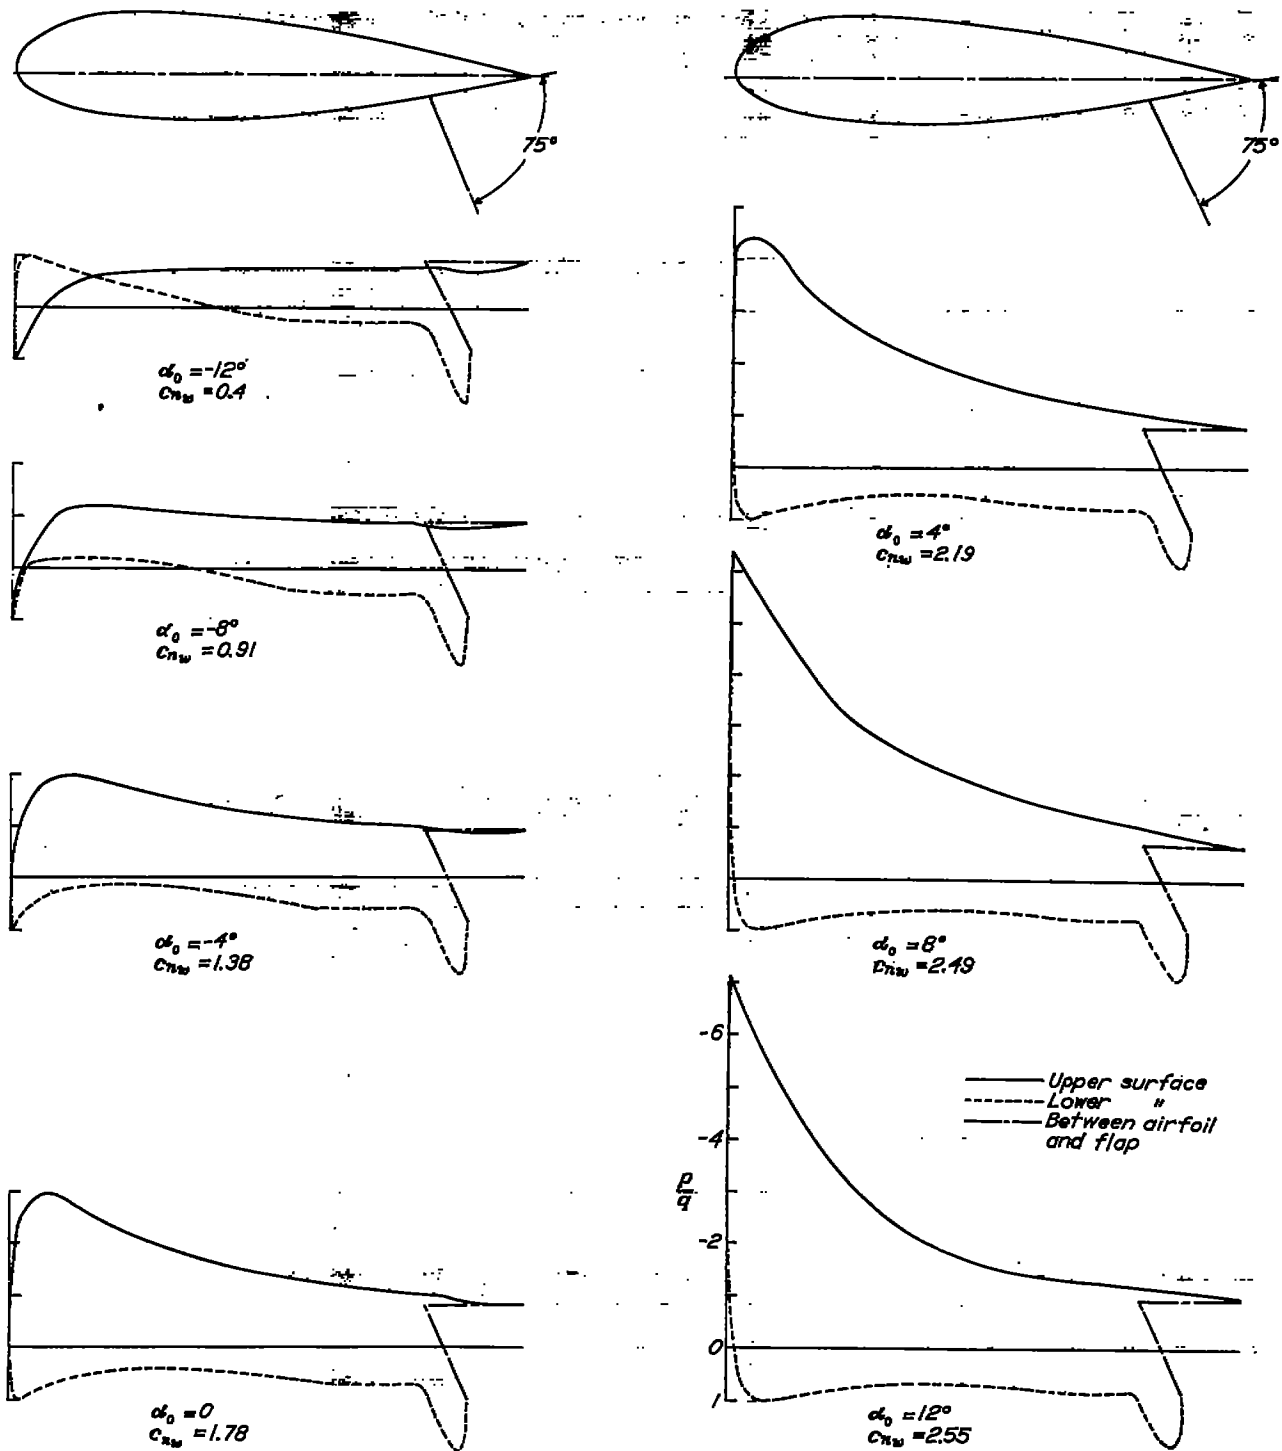 75°
α₀ = -12°
cₙw = 0.4
α₀ = -8°
cₙw = 0.91
α₀ = -4°
cₙw = 1.38
α₀ = 0
cₙw = 1.78
75°
α₀ = 4°
cₙw = 2.19
α₀ = 8°
cₙw = 2.49
-6
-4
p/q
-2
0
1
Upper surface
Lower "
Between airfoil
and flap
α₀ = 12°
cₙw = 2.55